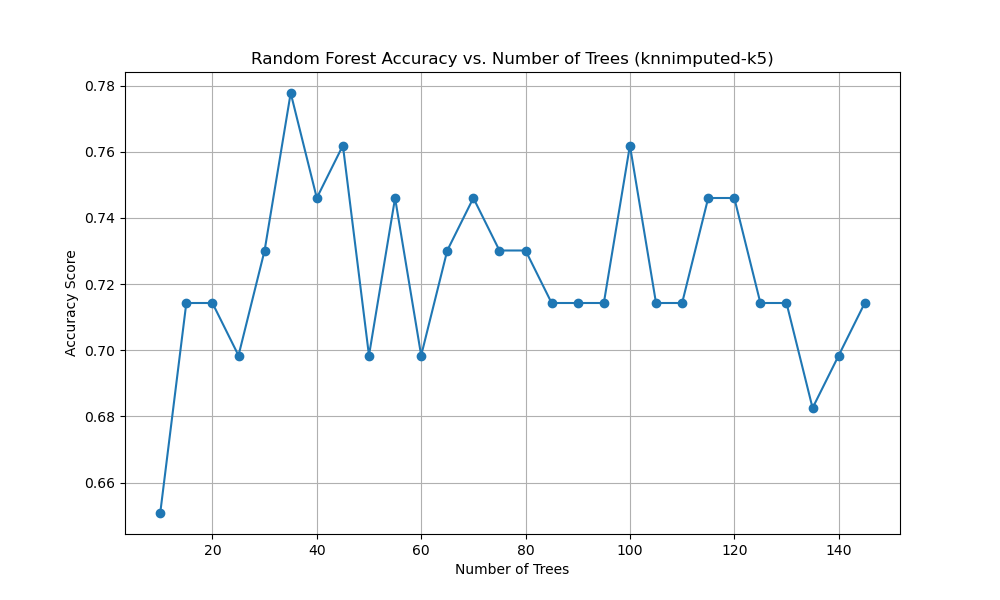 Random Forest Accuracy vs. Number of Trees (knnimputed-k5)
0.78
0.76
0.74
0.72
0.70
0.68
0.66
Accuracy Score
20 40 60 80 100 120 140
Number of Trees